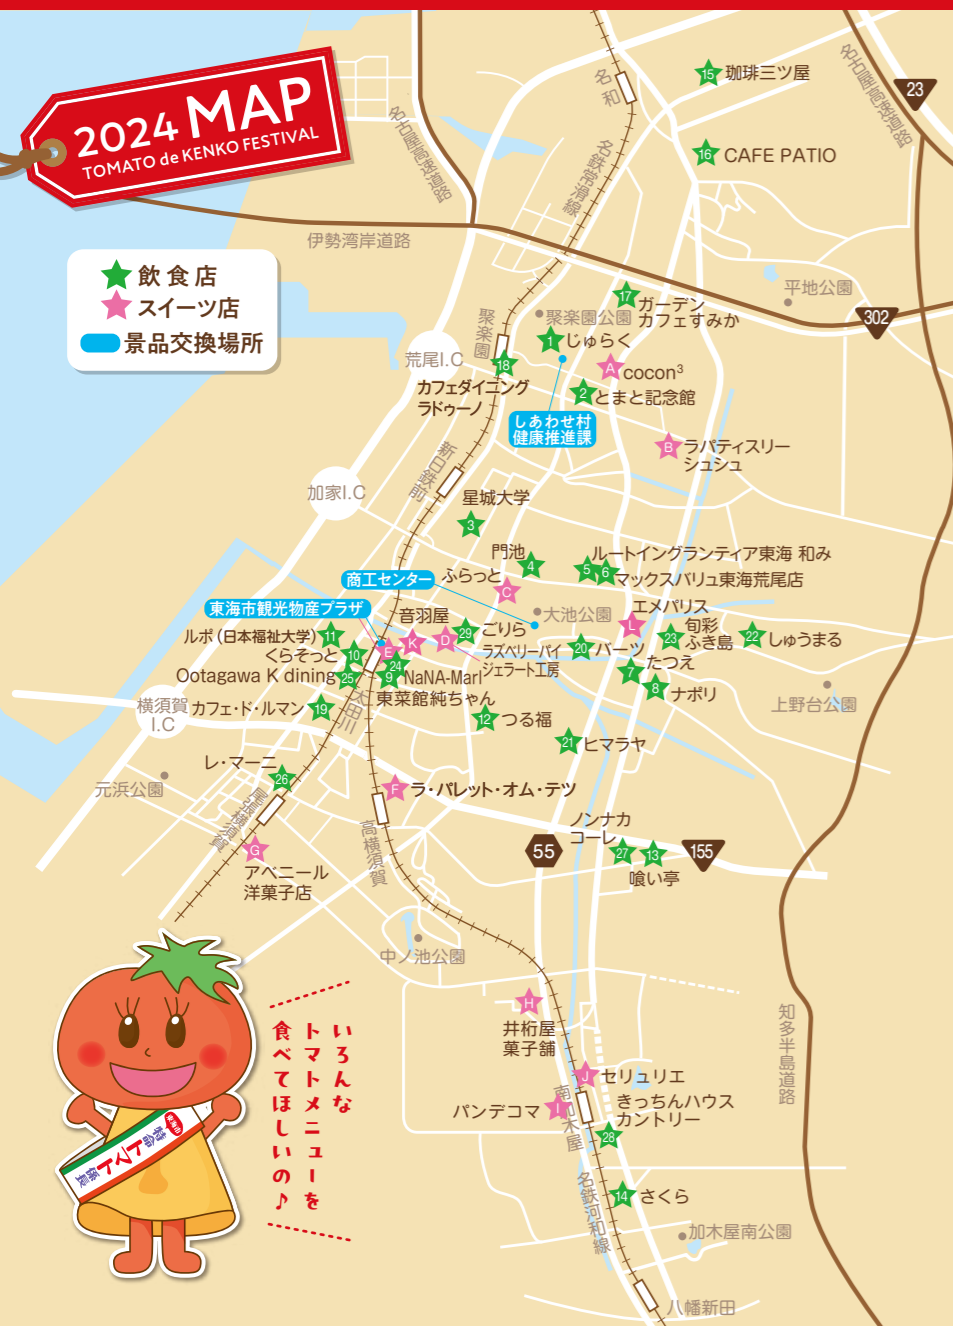 2024 MAP
TOMATO de KENKO FESTIVAL
飲食店
スイーツ店
景品交換場所
名古屋高速道路
名和
名鉄常滑線
15 珈琲三ツ屋
名古屋高速道路
23
16 CAFE PATIO
伊勢湾岸道路
平地公園
302
17 ガーデン
カフェすみか
聚楽園公園
聚楽園
1 じゅらく
荒尾I.C
18
カフェダイニング
ラドゥーノ
A cocon³
2 とまと記念館
しあわせ村
健康推進課
B ラパティスリー
シュシュ
新日鉄前
加家I.C
星城大学
3
門池
4
ルートイングランティア東海 和み
5
6 マックスバリュ東海荒尾店
ふらっと
C
商工センター
東海市観光物産プラザ
大池公園
エメパリス
L
音羽屋
K
D
29 ごりら
ラズベリーパイ
ジェラート工房
20 バーツ
23 旬彩
ふき島
22 しゅうまる
ルポ(日本福祉大学) 11
くらそっと 10
E
24
Ootagawa K dining 25
9 NaNA-Marl
東菜館純ちゃん
7 たつえ
8 ナポリ
上野台公園
横須賀
I.C
カフェ・ド・ルマン 19
太田川
12 つる福
21 ヒマラヤ
レ・マーニ
26
元浜公園
F ラ・パレット・オム・テツ
尾張横須賀
高横須賀
G
アベニール
洋菓子店
ノンナカ
コーレ
55
27
13
155
喰い亭
中ノ池公園
H
井桁屋
菓子舗
知多半島道路
J セリュリエ
パンデコマ I
南加木屋
きっちんハウス
カントリー
28
14 さくら
名鉄河和線
加木屋南公園
八幡新田
いろんな
トマトメニューを
食べてほしいの♪
東海市
特命
トマト
係長